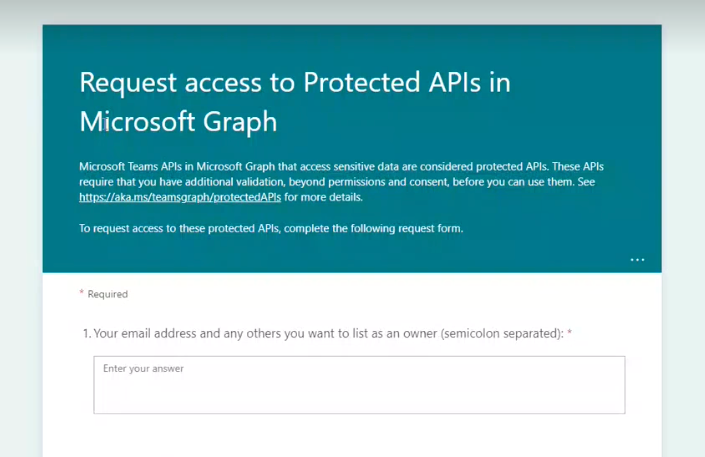 Request access to Protected APIs in
Microsoft Graph
Microsoft Teams APIs in Microsoft Graph that access sensitive data are considered protected APIs. These APIs
require that you have additional validation, beyond permissions and consent, before you can use them. See
https://aka.ms/teamsgraph/protectedAPIs for more details.
To request access to these protected APIs, complete the following request form.
...
* Required
1. Your email address and any others you want to list as an owner (semicolon separated): *
Enter your answer